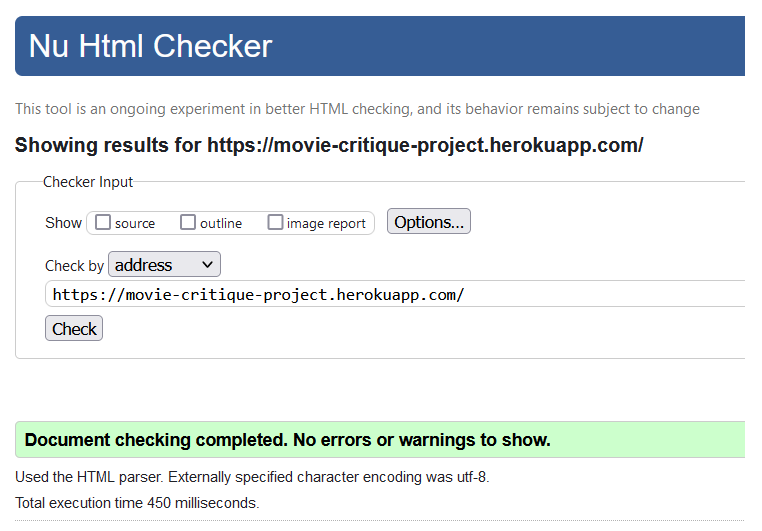 Nu Html Checker
This tool is an ongoing experiment in better HTML checking, and its behavior remains subject to change
Showing results for https://movie-critique-project.herokuapp.com/
Checker Input
Show source outline image report Options...
Check by address
https://movie-critique-project.herokuapp.com/
Check
Document checking completed. No errors or warnings to show.
Used the HTML parser. Externally specified character encoding was utf-8.
Total execution time 450 milliseconds.